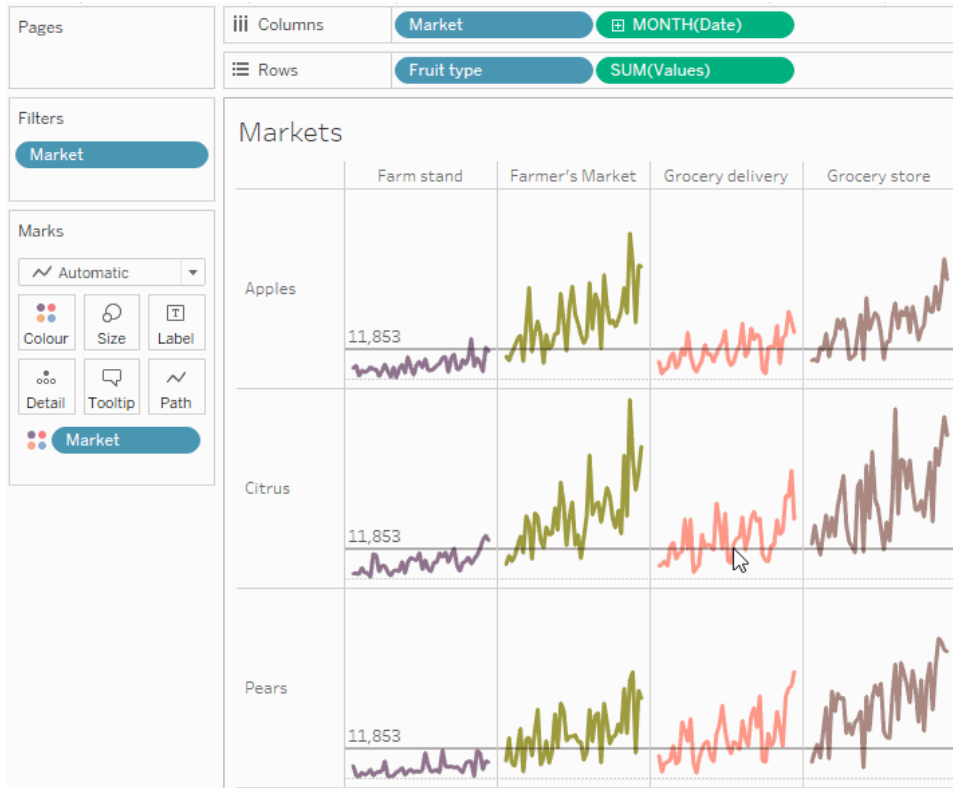 Pages
Columns
Market
MONTH(Date)
Rows
Fruit type
SUM(Values)
Filters
Market
Marks
Automatic
Colour
Size
T
Label
Detail
Tooltip
Path
Market
Markets
Farm stand
Farmer's Market
Grocery delivery
Grocery store
Apples
11,853
Citrus
11,853
Pears
11,853